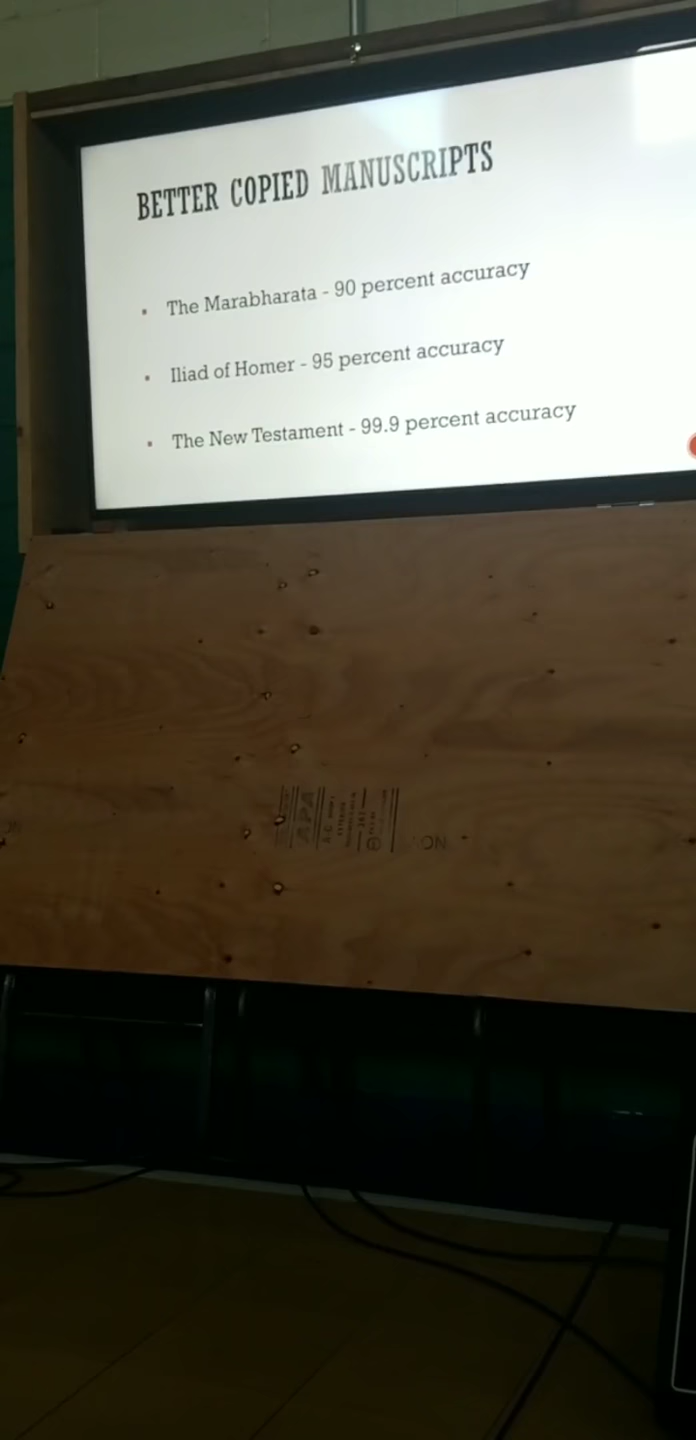 BETTER COPIED MANUSCRIPTS
▪ The Marabharata - 90 percent accuracy
▪ Iliad of Homer - 95 percent accuracy
▪ The New Testament - 99.9 percent accuracy